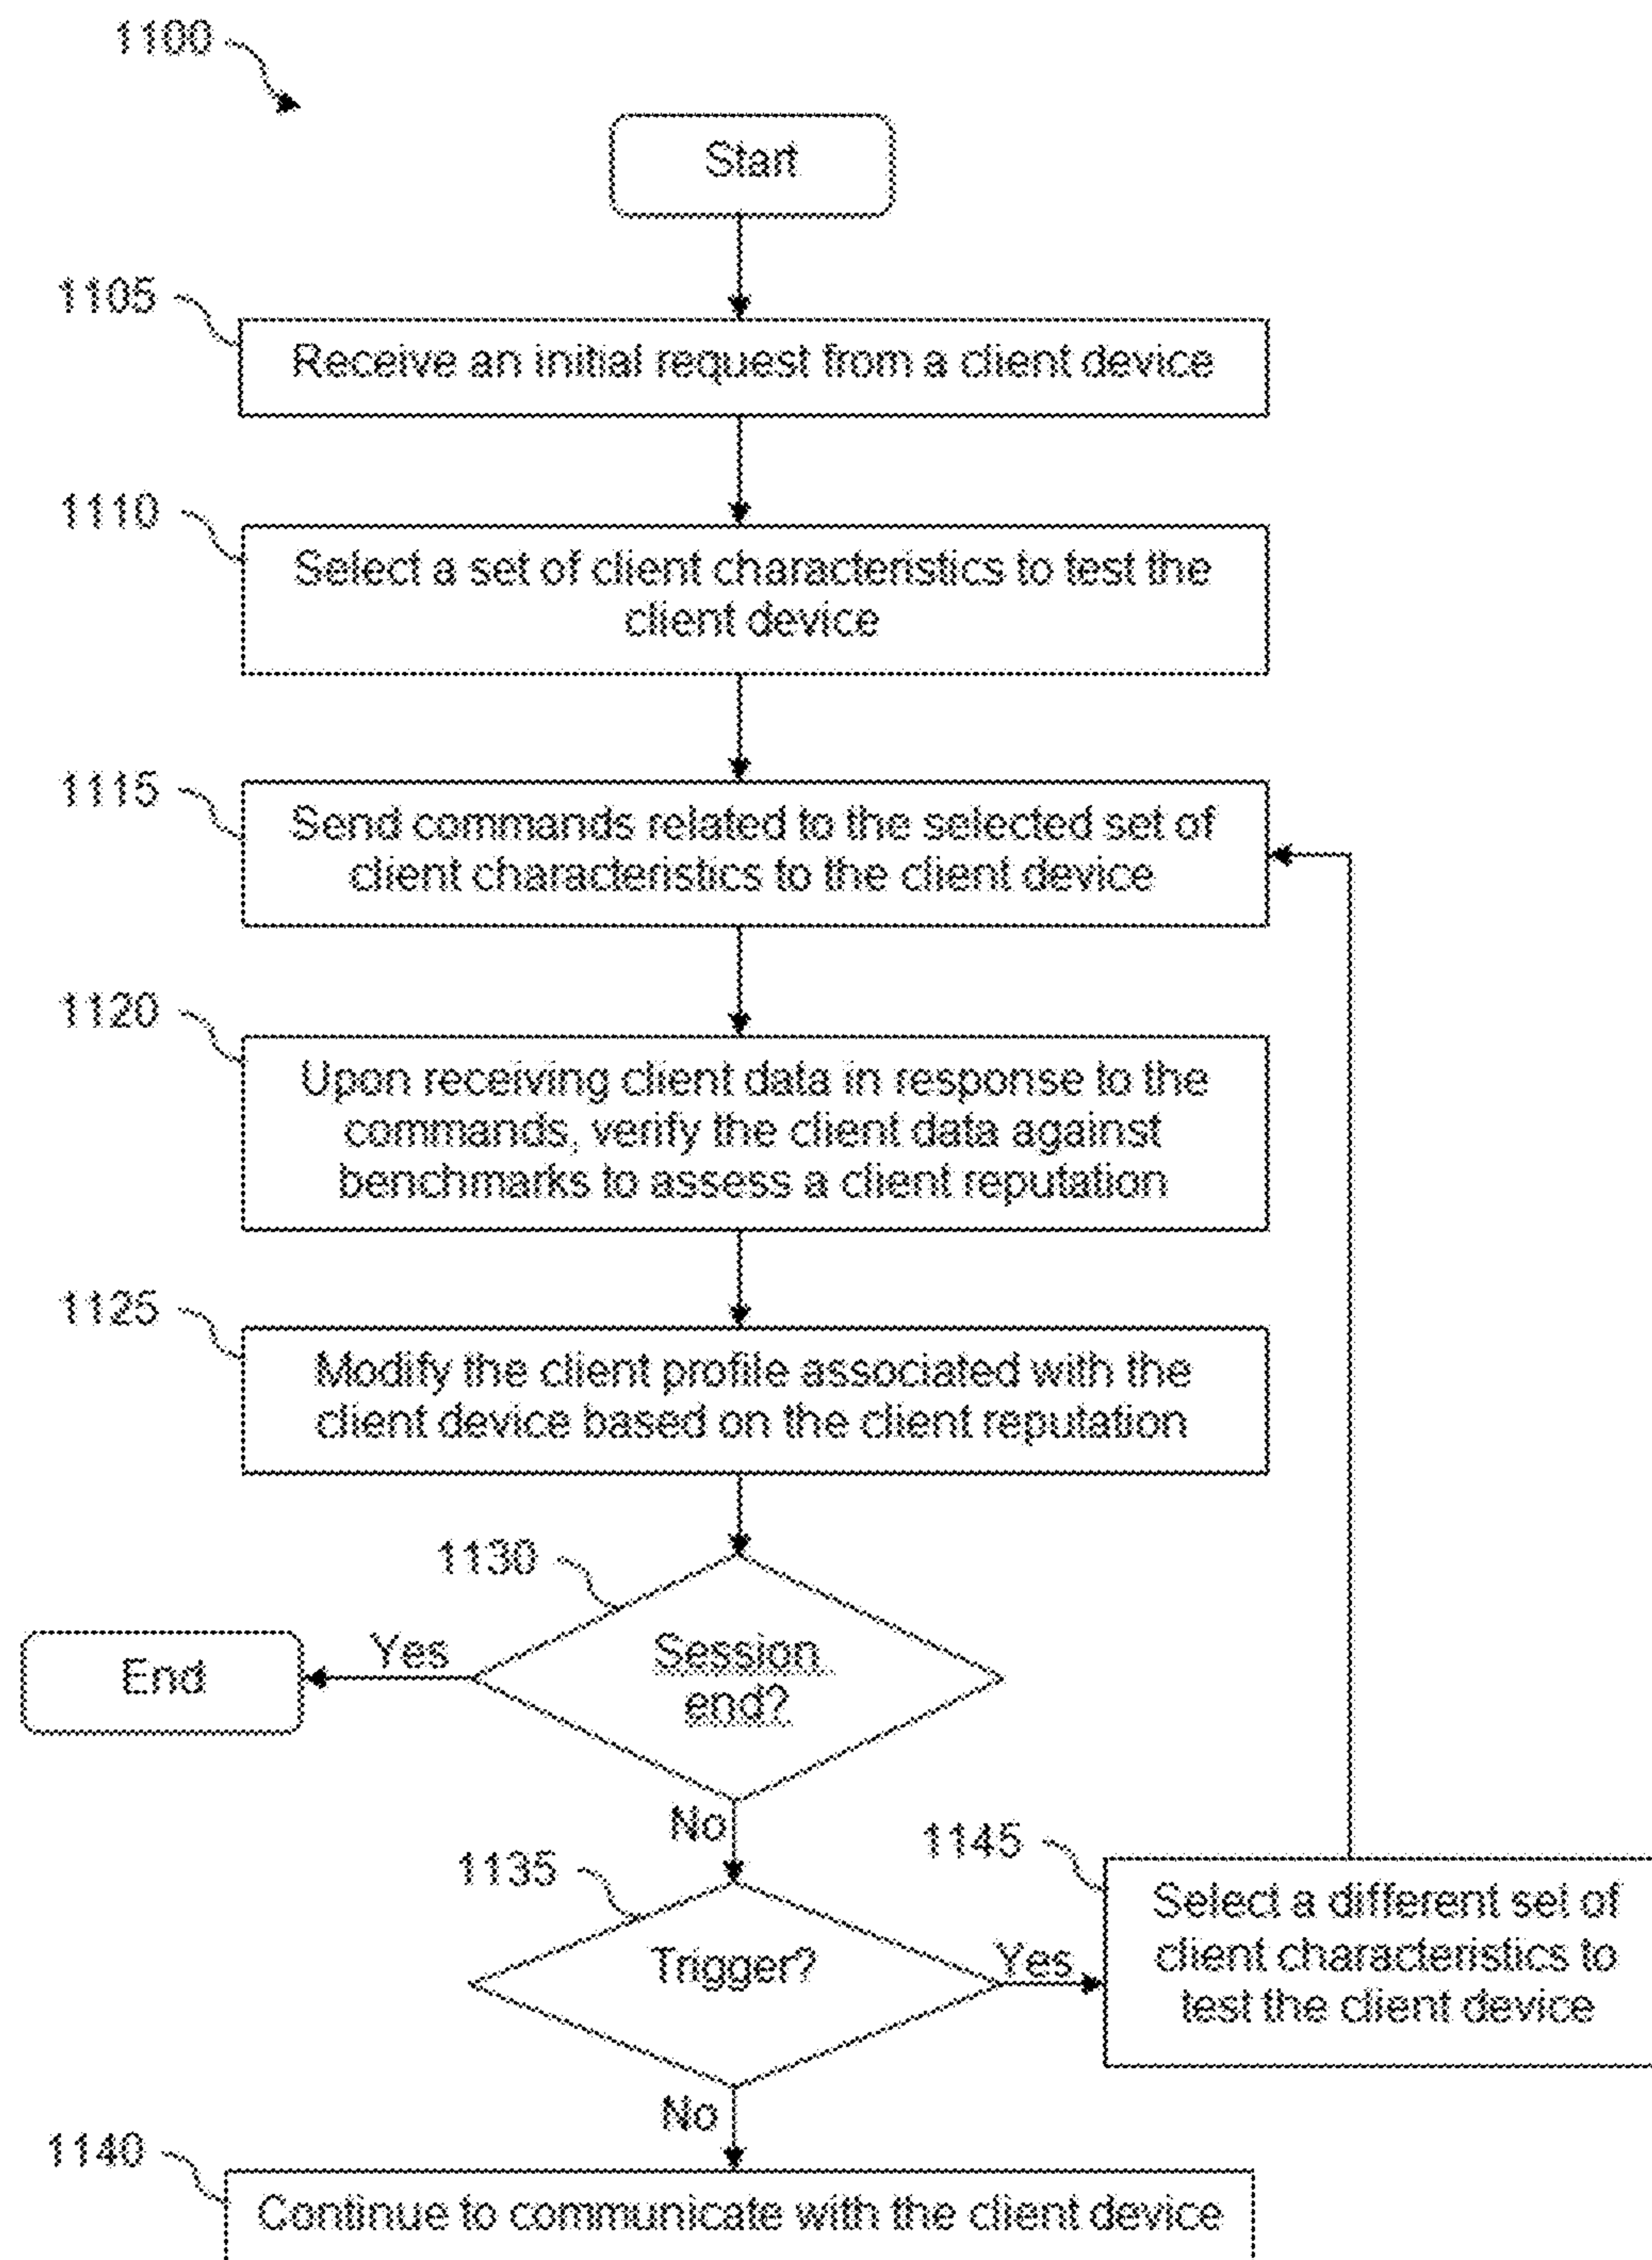 1100
Start
1105
Receive an initial request from a client device
1110
Select a set of client characteristics to test the
client device
1115
Send commands related to the selected set of
client characteristics to the client device
1120
Upon receiving client data in response to the
commands, verify the client data against
benchmarks to assess a client reputation
1125
Modify the client profile associated with the
client device based on the client reputation
1130
Session
end?
Yes
End
No
1135
Trigger?
Yes
1145
Select a different set of
client characteristics to
test the client device
No
1140
Continue to communicate with the client device